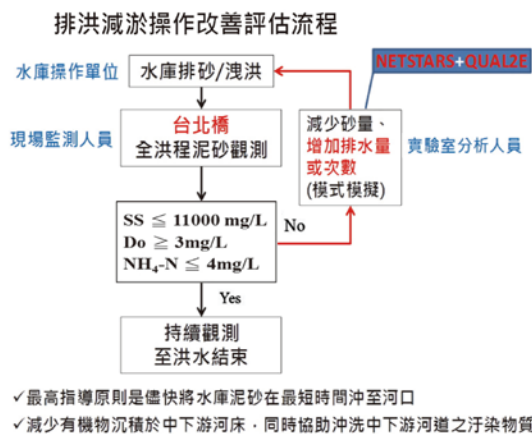 排洪減淤操作改善評估流程
NETSTARS+QUAL2E
水庫操作單位
水庫排砂/洩洪
現場監測人員
台北橋
全洪程泥砂觀測
減少砂量、
增加排水量
或次數
(模式模擬)
實驗室分析人員
SS ≦ 11000 mg/L
Do ≧ 3mg/L
NH4-N ≦ 4mg/L
No
Yes
持續觀測
至洪水結束
✓最高指導原則是儘快將水庫泥砂在最短時間沖至河口
✓減少有機物沉積於中下游河床，同時協助沖洗中下游河道之汙染物質